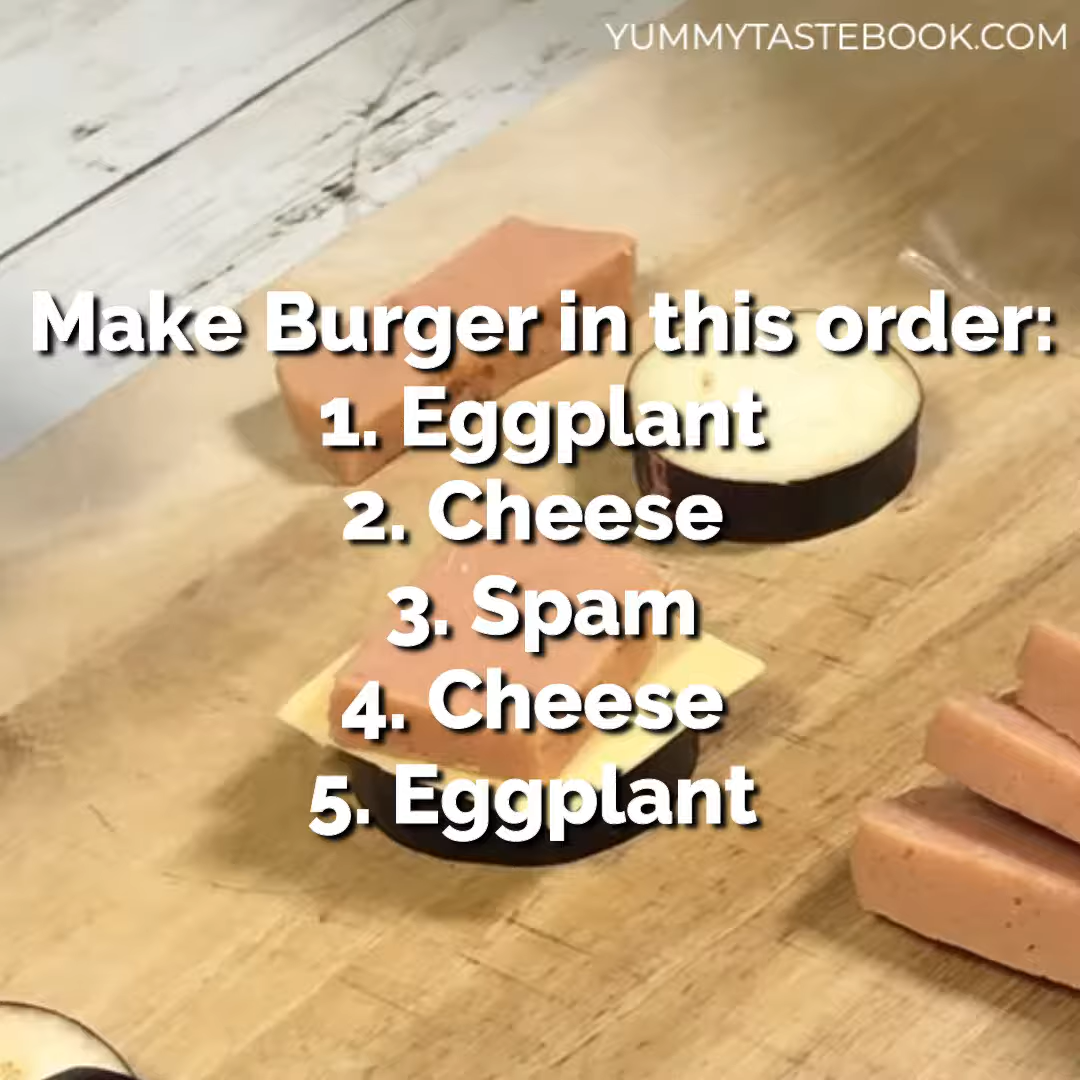 YUMMYTASTEBOOK.COM
Make Burger in this order:
1. Eggplant
2. Cheese
3. Spam
4. Cheese
5. Eggplant